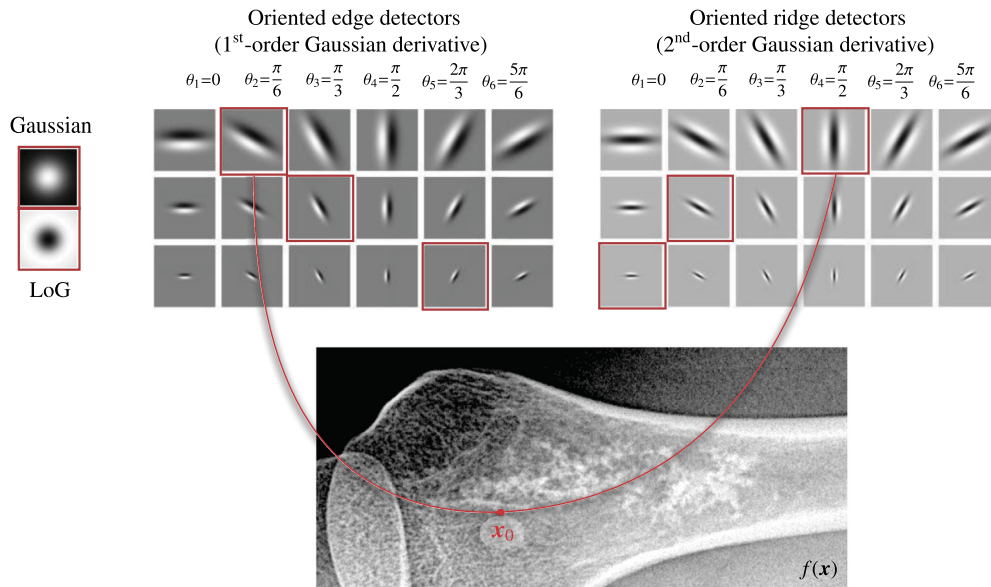 Oriented edge detectors
(1st-order Gaussian derivative)
θ1=0 θ2=π/6 θ3=π/3 θ4=π/2 θ5=2π/3 θ6=5π/6
Oriented ridge detectors
(2nd-order Gaussian derivative)
θ1=0 θ2=π/6 θ3=π/3 θ4=π/2 θ5=2π/3 θ6=5π/6
Gaussian
LoG
x0
f(x)